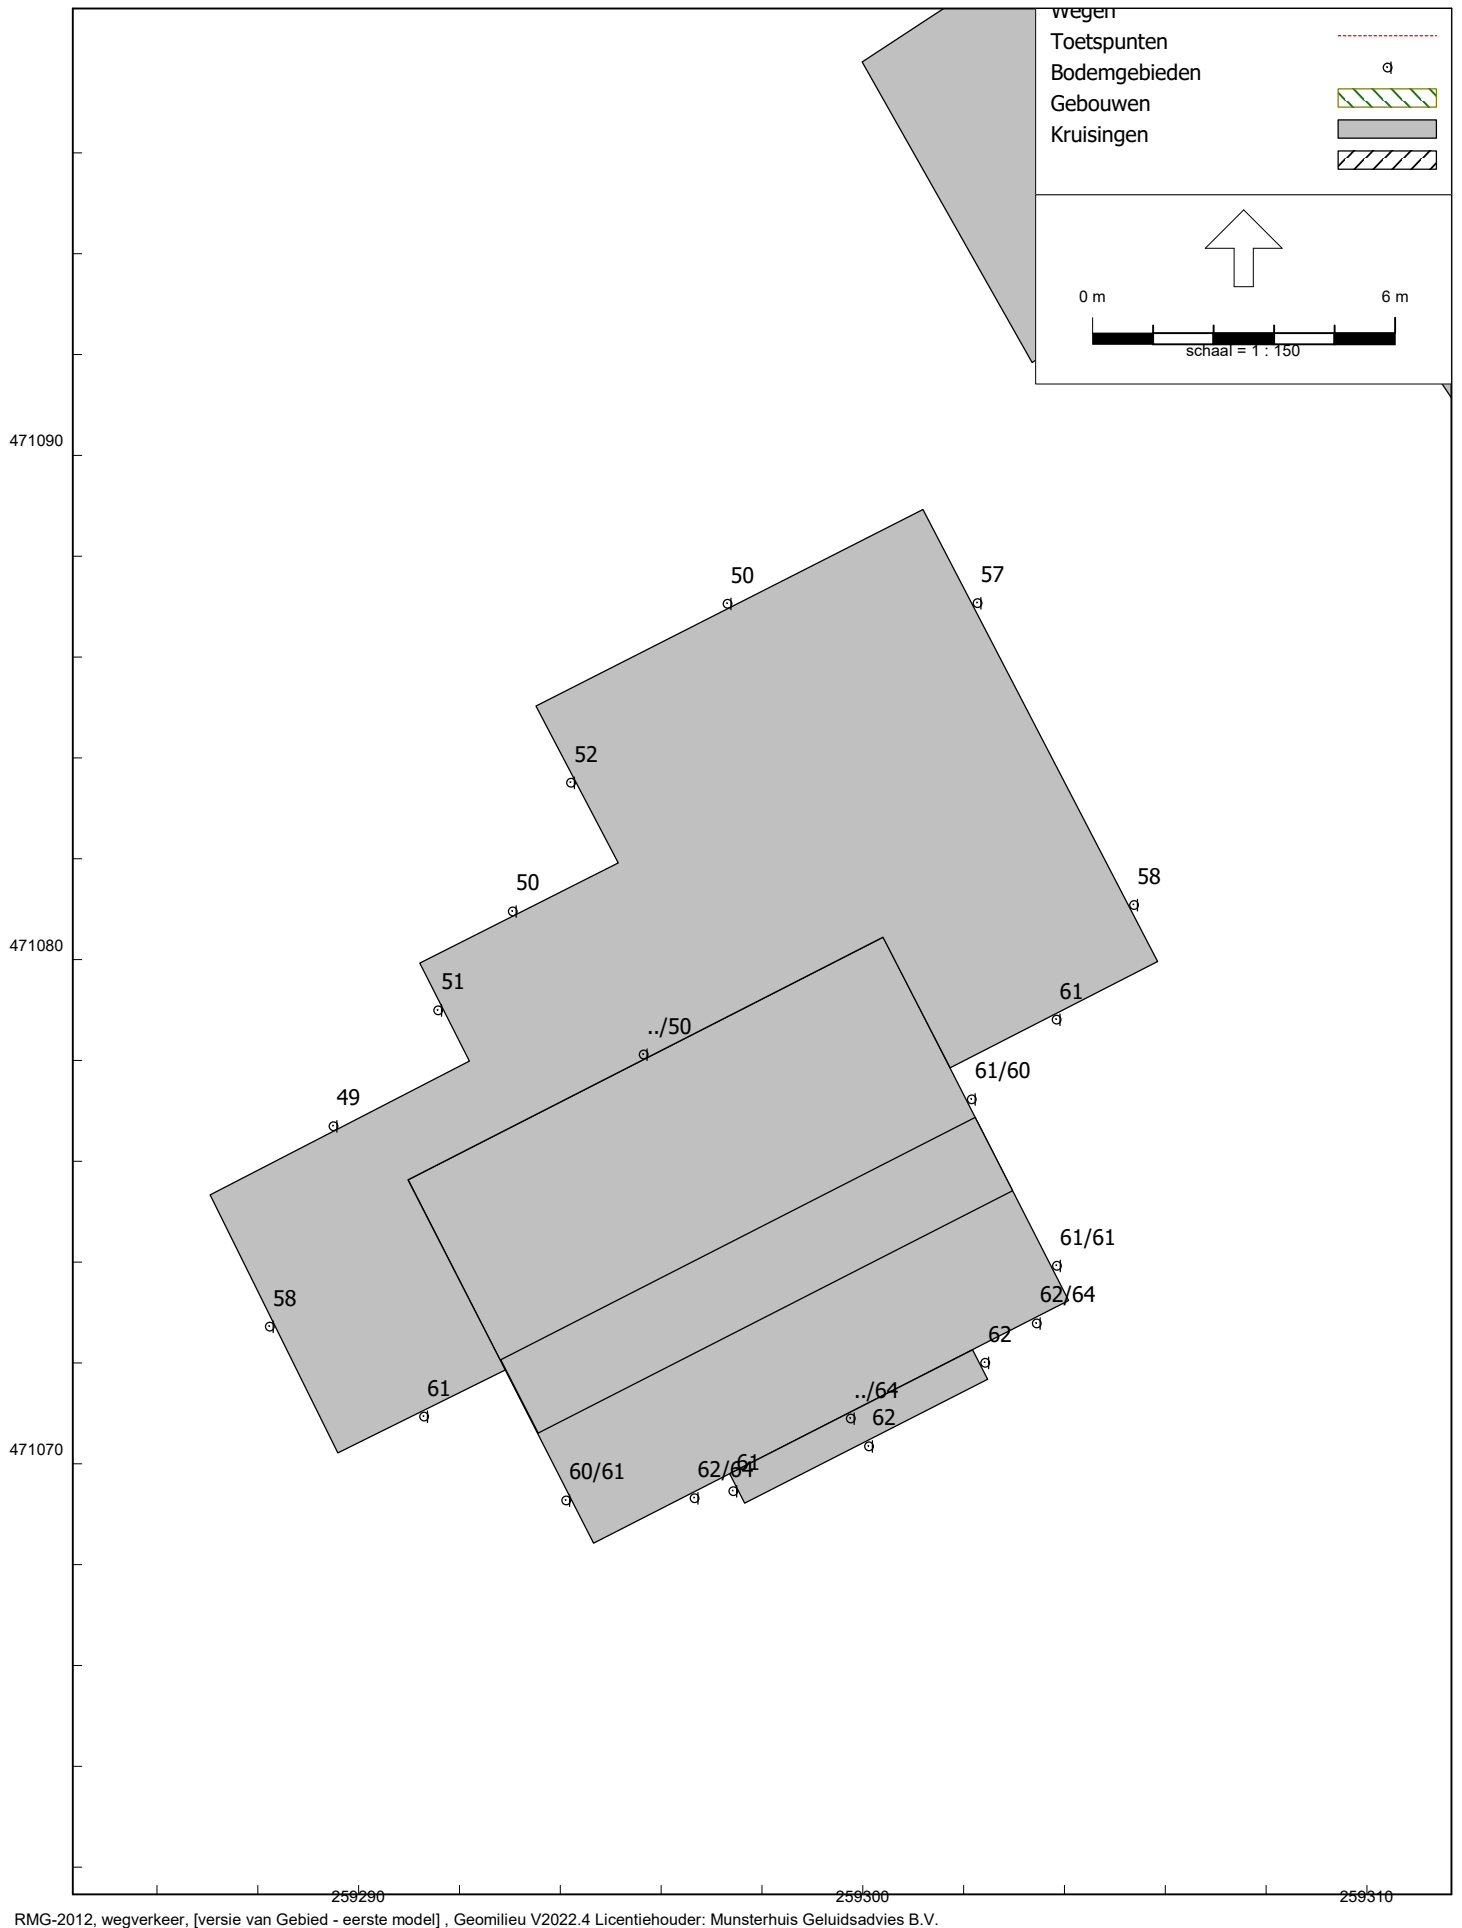 Wegen
Toetspunten
Bodemgebieden
Gebouwen
Kruisingen
0 m 6 m
schaal = 1 : 150
471090
50 57
52
50 58
471080
51 61
../50
61/60
49
61/61
58 62/64
62
61 ../64
62
471070
60/61 62/64 61
259290 259300 259310
RMG-2012, wegverkeer, [versie van Gebied - eerste model] , Geomilieu V2022.4 Licentiehouder: Munsterhuis Geluidsadvies B.V.